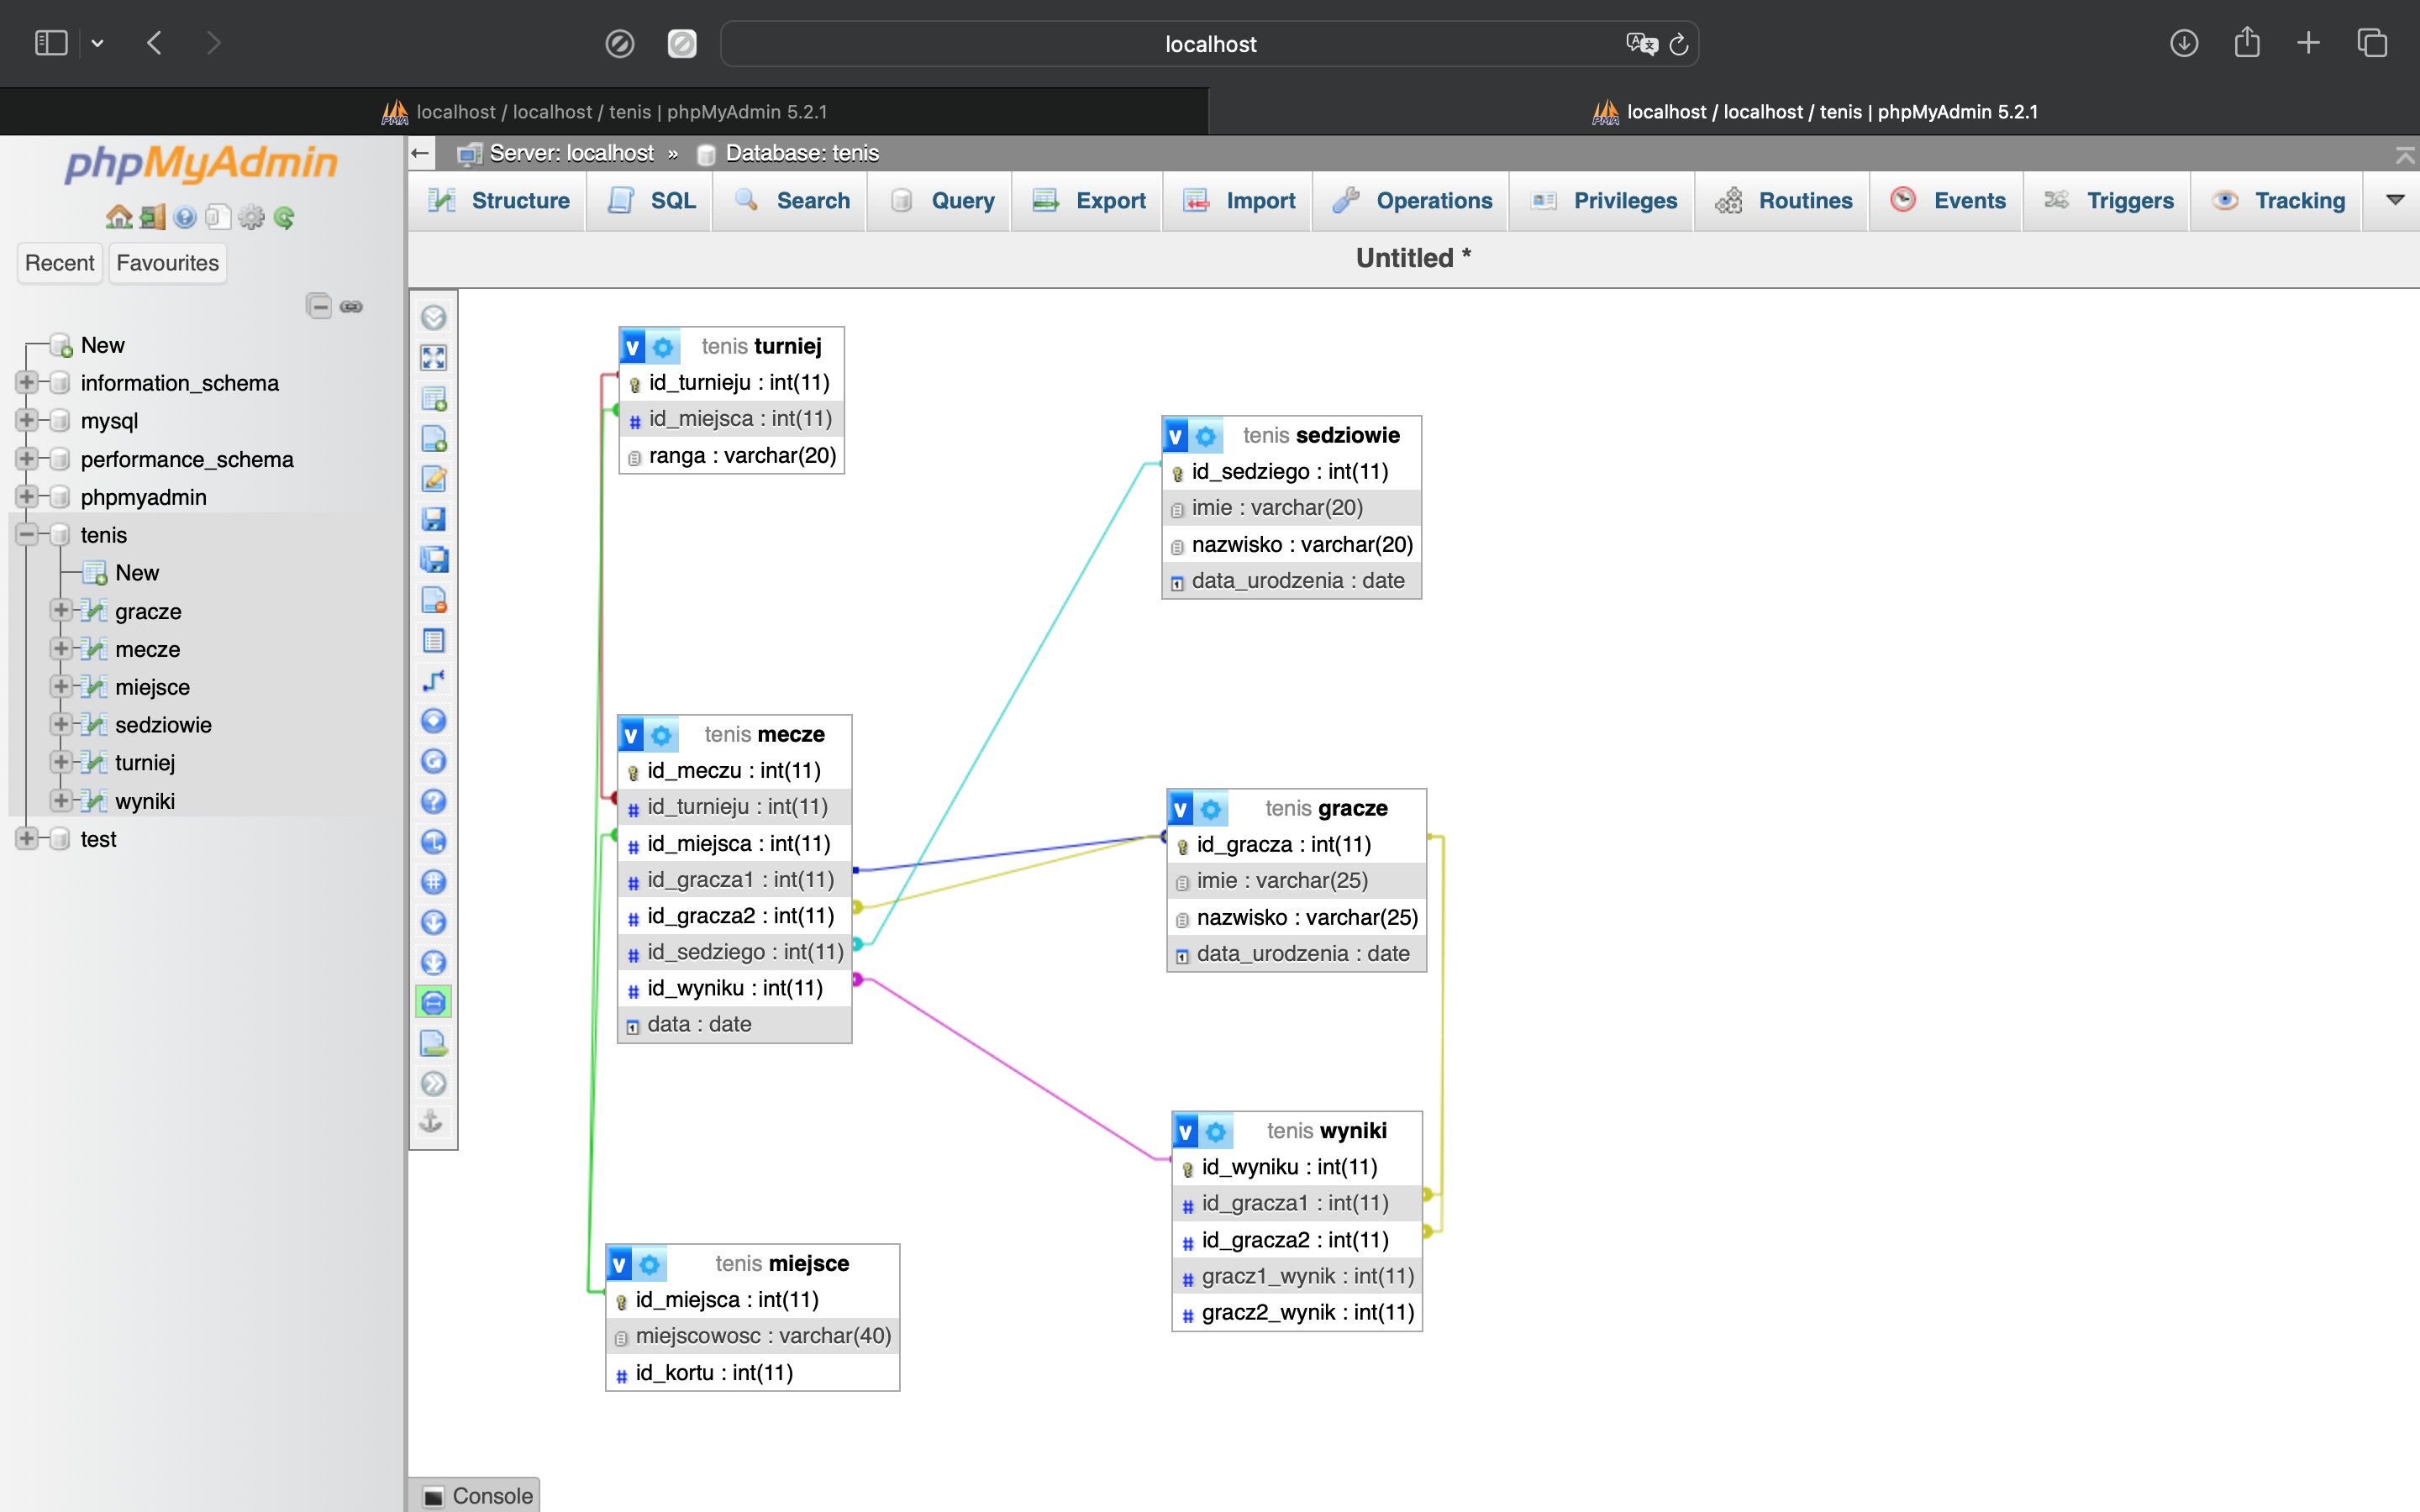 localhost
localhost / localhost / tenis | phpMyAdmin 5.2.1
localhost / localhost / tenis | phpMyAdmin 5.2.1
phpMyAdmin
Server: localhost » Database: tenis
Structure SQL Search Query Export Import Operations Privileges Routines Events Triggers Tracking
Recent Favourites
Untitled *
New
information_schema
mysql
performance_schema
phpmyadmin
tenis
New
gracze
mecze
miejsce
sedziowie
turniej
wyniki
test
tenis turniej
id_turnieju : int(11)
id_miejsca : int(11)
ranga : varchar(20)
tenis sedziowie
id_sedziego : int(11)
imie : varchar(20)
nazwisko : varchar(20)
data_urodzenia : date
tenis mecze
id_meczu : int(11)
id_turnieju : int(11)
id_miejsca : int(11)
id_gracza1 : int(11)
id_gracza2 : int(11)
id_sedziego : int(11)
id_wyniku : int(11)
data : date
tenis gracze
id_gracza : int(11)
imie : varchar(25)
nazwisko : varchar(25)
data_urodzenia : date
tenis wyniki
id_wyniku : int(11)
id_gracza1 : int(11)
id_gracza2 : int(11)
gracz1_wynik : int(11)
gracz2_wynik : int(11)
tenis miejsce
id_miejsca : int(11)
miejscowosc : varchar(40)
id_kortu : int(11)
Console